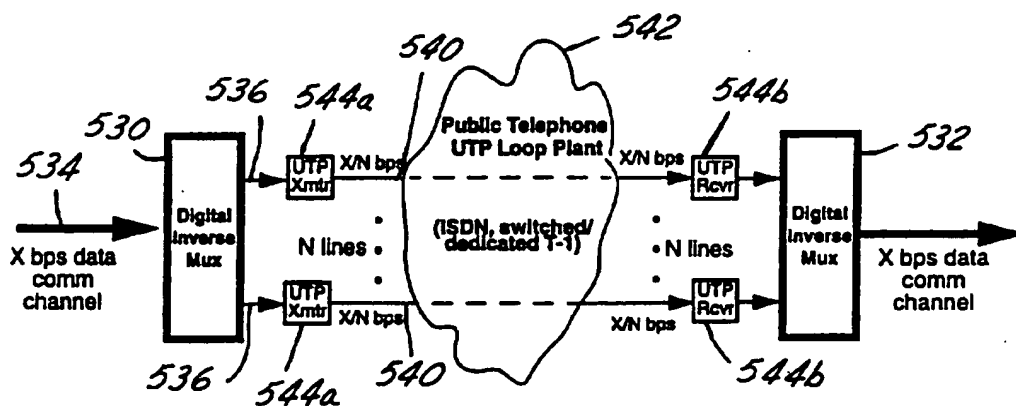 542
540
536
544a
544b
530
532
534
Public Telephone
UTP Loop Plant
UTP
Xmtr
X/N bps
X/N bps
UTP
Rcvr
Digital
Inverse
Mux
Digital
Inverse
Mux
N lines
(ISDN, switched/
dedicated T-1)
N lines
X bps data
comm
channel
X bps data
comm
channel
UTP
Xmtr
X/N bps
X/N bps
UTP
Rcvr
536
544a
540
544b